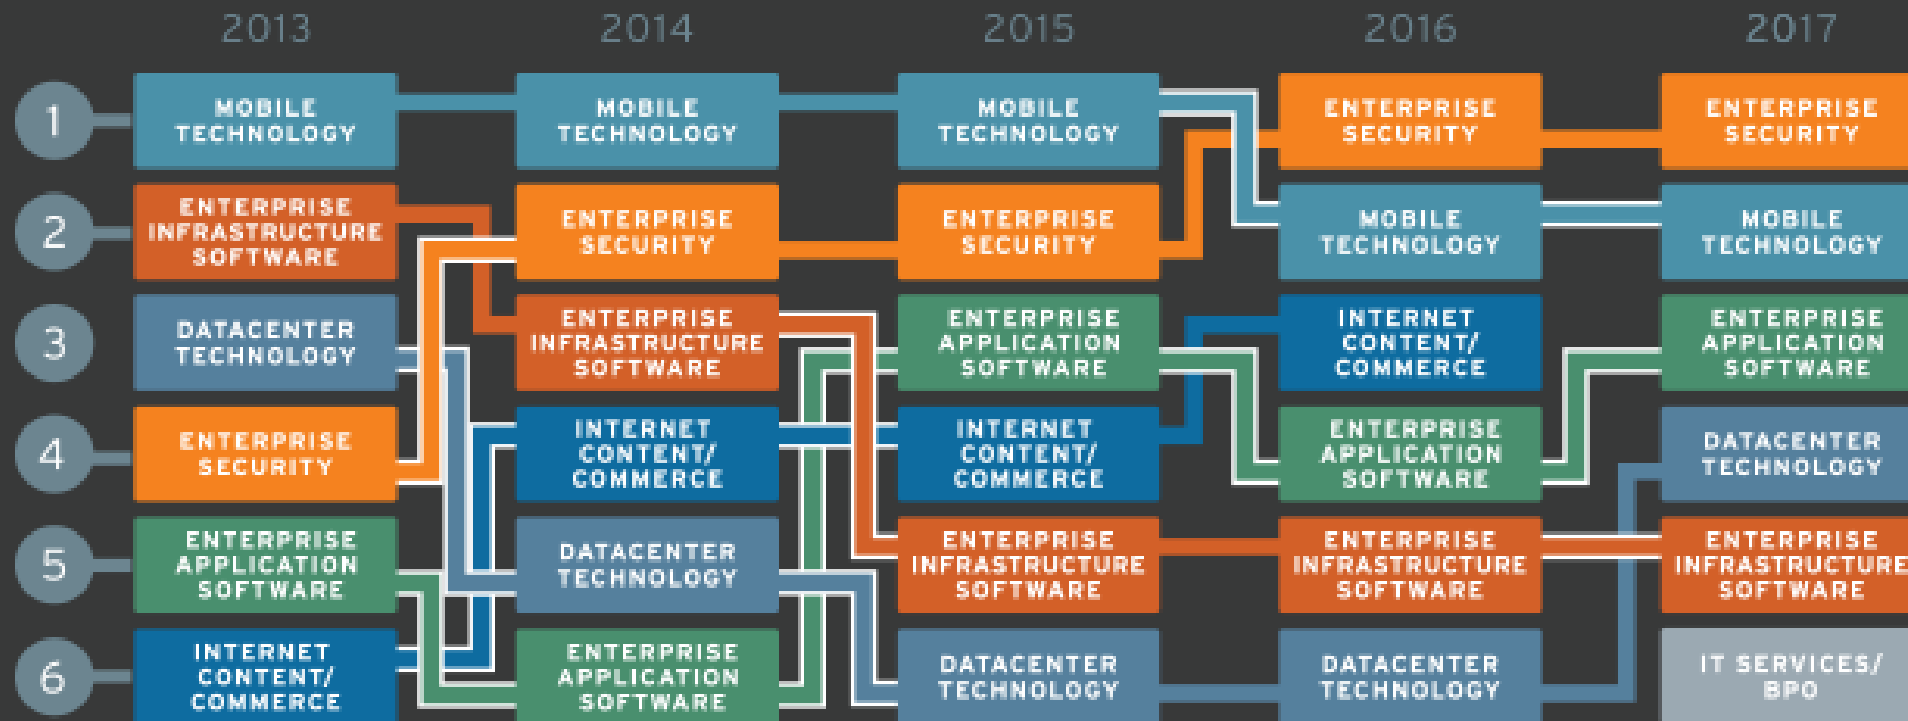 2013 2014 2015 2016 2017
1
MOBILE
TECHNOLOGY
MOBILE
TECHNOLOGY
MOBILE
TECHNOLOGY
ENTERPRISE
SECURITY
ENTERPRISE
SECURITY
2
ENTERPRISE
INFRASTRUCTURE
SOFTWARE
ENTERPRISE
SECURITY
ENTERPRISE
SECURITY
MOBILE
TECHNOLOGY
MOBILE
TECHNOLOGY
3
DATACENTER
TECHNOLOGY
ENTERPRISE
INFRASTRUCTURE
SOFTWARE
ENTERPRISE
APPLICATION
SOFTWARE
INTERNET
CONTENT/
COMMERCE
ENTERPRISE
APPLICATION
SOFTWARE
4
ENTERPRISE
SECURITY
INTERNET
CONTENT/
COMMERCE
INTERNET
CONTENT/
COMMERCE
ENTERPRISE
APPLICATION
SOFTWARE
DATACENTER
TECHNOLOGY
5
ENTERPRISE
APPLICATION
SOFTWARE
DATACENTER
TECHNOLOGY
ENTERPRISE
INFRASTRUCTURE
SOFTWARE
ENTERPRISE
INFRASTRUCTURE
SOFTWARE
ENTERPRISE
INFRASTRUCTURE
SOFTWARE
6
INTERNET
CONTENT/
COMMERCE
ENTERPRISE
APPLICATION
SOFTWARE
DATACENTER
TECHNOLOGY
DATACENTER
TECHNOLOGY
IT SERVICES/
BPO